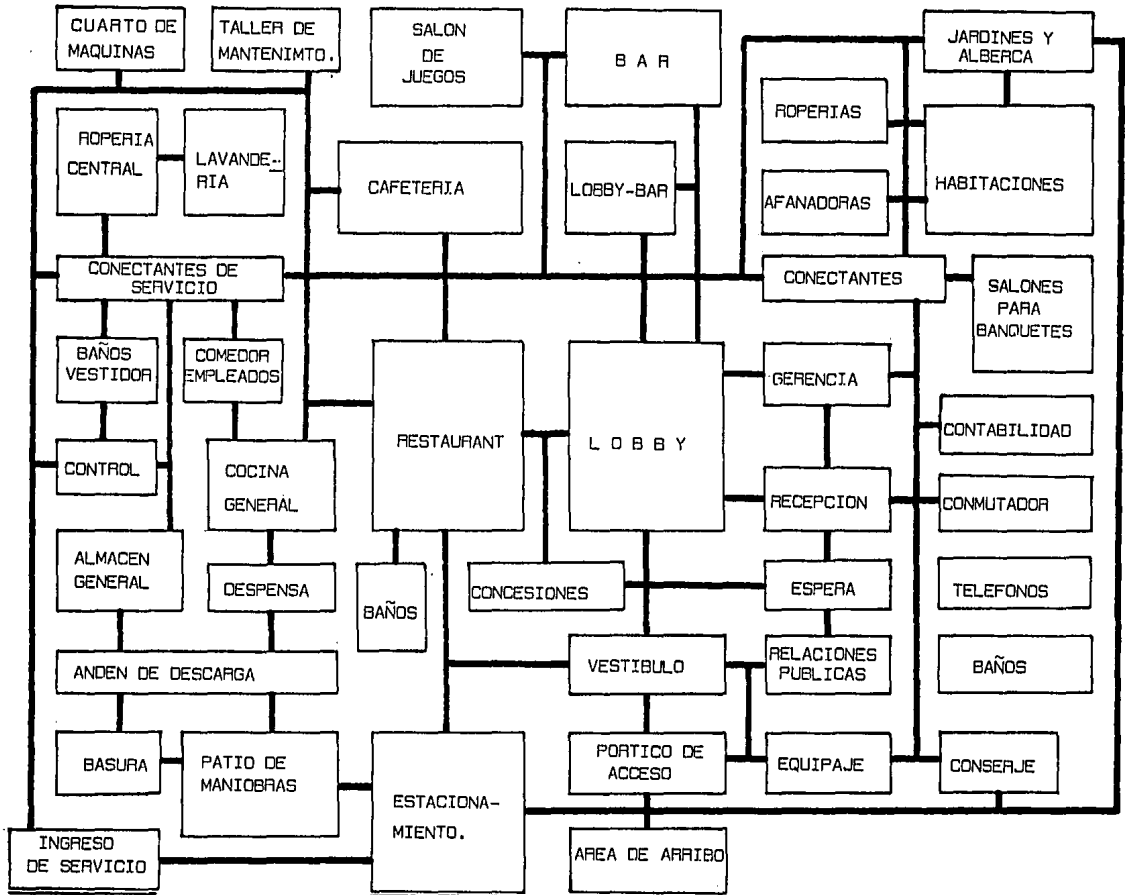 CUARTO DE
MAQUINAS
TALLER DE
MANTENIMTO.
SALON
DE
JUEGOS
BAR
JARDINES Y
ALBERCA
ROPERIAS
ROPERIA
CENTRAL
LAVANDE-
RIA
CAFETERIA
LOBBY-BAR
AFANADORAS
HABITACIONES
CONECTANTES DE
SERVICIO
CONECTANTES
SALONES
PARA
BANQUETES
BAÑOS
VESTIDOR
COMEDOR
EMPLEADOS
GERENCIA
RESTAURANT
LOBBY
CONTABILIDAD
CONTROL
COCINA
GENERAL
RECEPCION
CONMUTADOR
ALMACEN
GENERAL
DESPENSA
BAÑOS
CONCESIONES
ESPERA
TELEFONOS
ANDEN DE DESCARGA
VESTIBULO
RELACIONES
PUBLICAS
BAÑOS
BASURA
PATIO DE
MANIOBRAS
PORTICO DE
ACCESO
EQUIPAJE
CONSERJE
ESTACIONA-
MIENTO.
INGRESO
DE SERVICIO
AREA DE ARRIBO